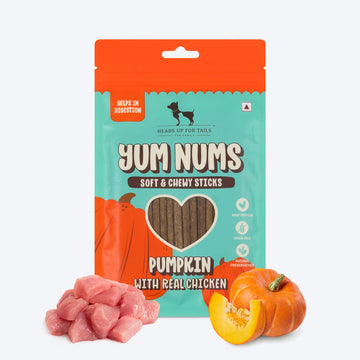 HELPS IN
DIGESTION
HEADS UP FOR TAILS
YUM NUMS
SOFT & CHEWY STICKS
PUMPKIN
WITH REAL CHICKEN